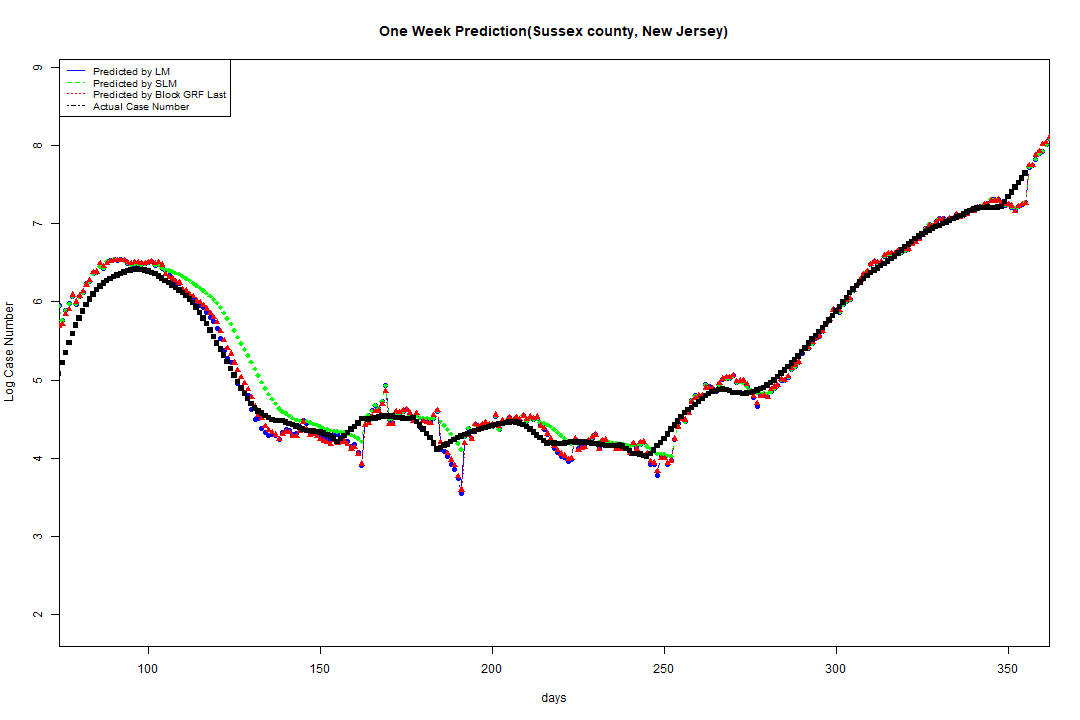 One Week Prediction(Sussex county, New Jersey)
Predicted by LM
Predicted by SLM
Predicted by Block GRF Last
Actual Case Number
Log Case Number
9
8
7
6
5
4
3
2
100 150 200 250 300 350
days